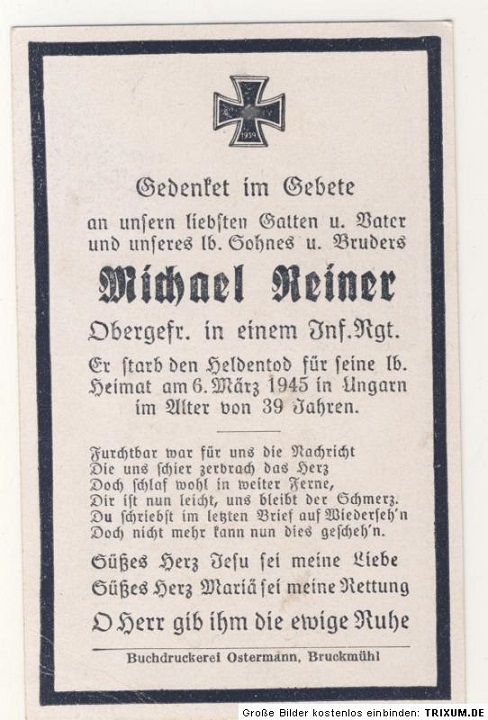 1939
Gedenket im Gebete
an unsern liebsten Gatten u. Vater
und unseres lb. Sohnes u. Bruders
Michael Reiner
Obergefr. in einem Inf.Rgt.
Er starb den Heldentod für seine lb.
Heimat am 6. März 1945 in Ungarn
im Alter von 39 Jahren.
Furchtbar war für uns die Nachricht
Die uns schier zerbrach das Herz
Doch schlaf wohl in weiter Ferne,
Dir ist nun leicht, uns bleibt der Schmerz.
Du schriebst im letzten Brief auf Wiederseh'n
Doch nicht mehr kann nun dies gescheh'n.
Süßes Herz Jesu sei meine Liebe
Süßes Herz Mariä sei meine Rettung
O Herr gib ihm die ewige Ruhe
Buchdruckerei Ostermann, Bruckmühl
Große Bilder kostenlos einbinden: TRIXUM.DE